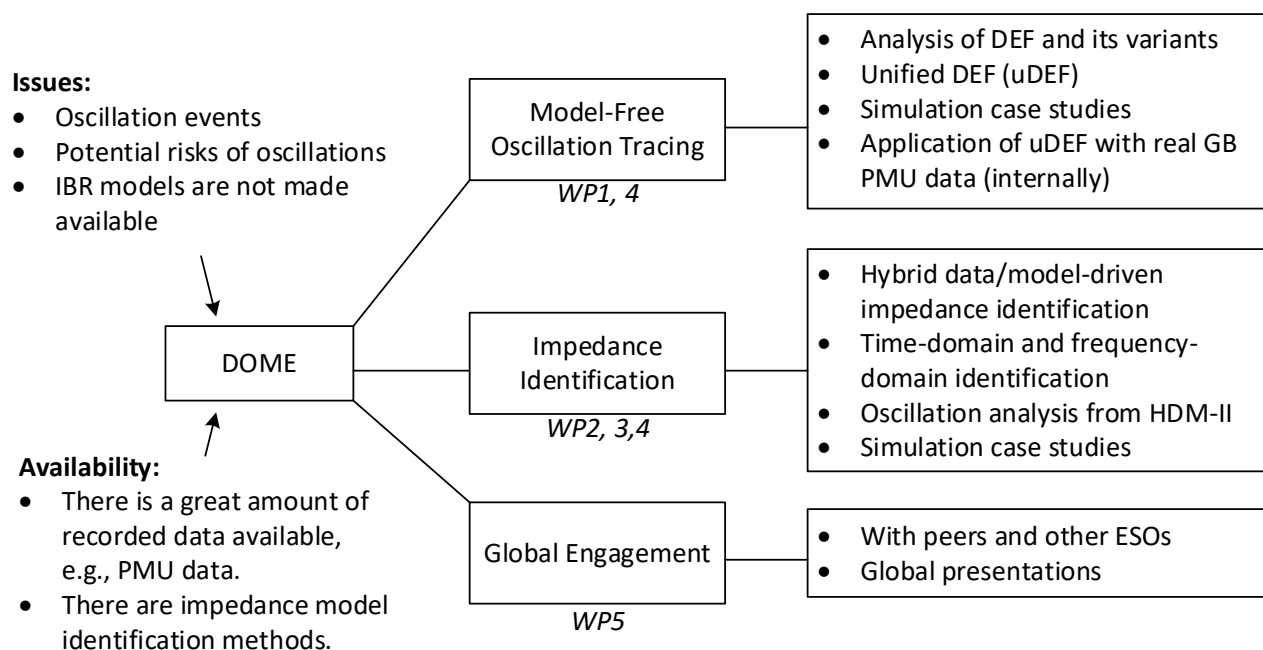 Issues:
• Oscillation events
• Potential risks of oscillations
• IBR models are not made
available
DOME
Availability:
• There is a great amount of
recorded data available,
e.g., PMU data.
• There are impedance model
identification methods.
Model-Free
Oscillation Tracing
WP1, 4
• Analysis of DEF and its variants
• Unified DEF (uDEF)
• Simulation case studies
• Application of uDEF with real GB
PMU data (internally)
Impedance
Identification
WP2, 3,4
• Hybrid data/model-driven
impedance identification
• Time-domain and frequency-
domain identification
• Oscillation analysis from HDM-II
• Simulation case studies
Global Engagement
WP5
• With peers and other ESOs
• Global presentations